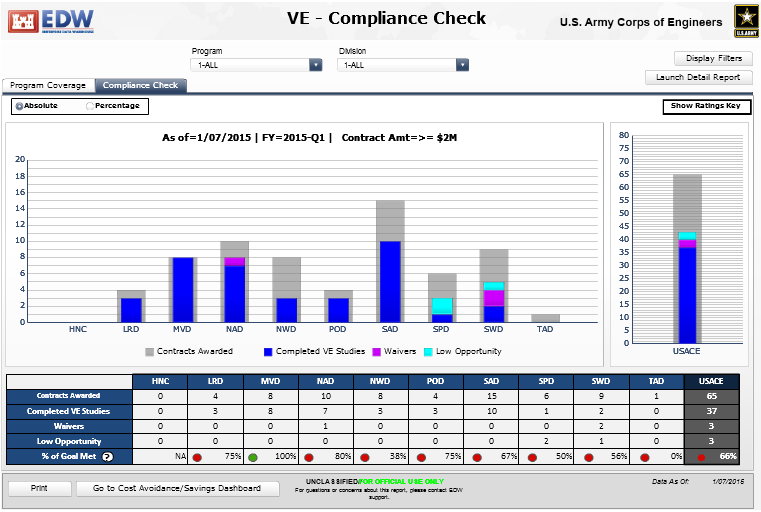 EDW
ENTERPRISE DATA WAREHOUSE
VE - Compliance Check
U.S. Army Corps of Engineers
U.S.ARMY
Program
Division
1-ALL
1-ALL
Display Filters
Launch Detail Report
Program Coverage
Compliance Check
Absolute
Percentage
Show Ratings Key
As of=1/07/2015 | FY=2015-Q1 | Contract Amt=>= $2M
20
18
16
14
12
10
8
6
4
2
0
HNC LRD MVD NAD NWD POD SAD SPD SWD TAD
Contracts Awarded Completed VE Studies Waivers Low Opportunity
80
75
70
65
60
55
50
45
40
35
30
25
20
15
10
5
0
USACE
HNC LRD MVD NAD NWD POD SAD SPD SWD TAD USACE
Contracts Awarded 0 4 8 10 8 4 15 6 9 1 65
Completed VE Studies 0 3 8 7 3 3 10 1 2 0 37
Waivers 0 0 0 1 0 0 0 0 2 0 3
Low Opportunity 0 0 0 0 0 0 0 2 1 0 3
% of Goal Met ? NA 75% 100% 80% 38% 75% 67% 50% 56% 0% 66%
Print
Go to Cost Avoidance/Savings Dashboard
UNCLASSIFIED//FOR OFFICIAL USE ONLY
For questions or concerns about this report, please contact EDW
support.
Data As Of: 1/07/2015